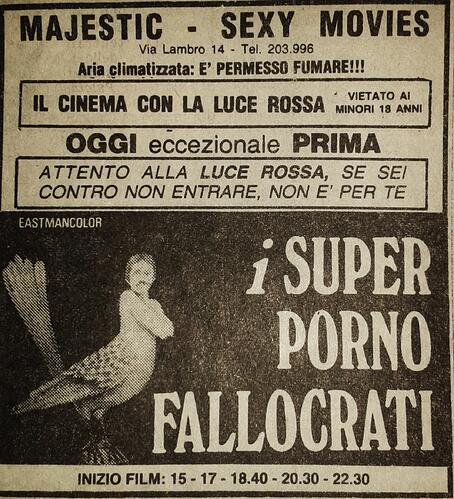 MAJESTIC - SEXY MOVIES
Via Lambro 14 - Tel. 203.996
Aria climatizzata: E' PERMESSO FUMARE!!!
IL CINEMA CON LA LUCE ROSSA
VIETATO AI
MINORI 18 ANNI
OGGI eccezionale PRIMA
ATTENTO ALLA LUCE ROSSA, SE SEI
CONTRO NON ENTRARE, NON E' PER TE
EASTMANCOLOR
i SUPER
PORNO
FALLOCRATI
INIZIO FILM: 15 - 17 - 18.40 - 20.30 - 22.30